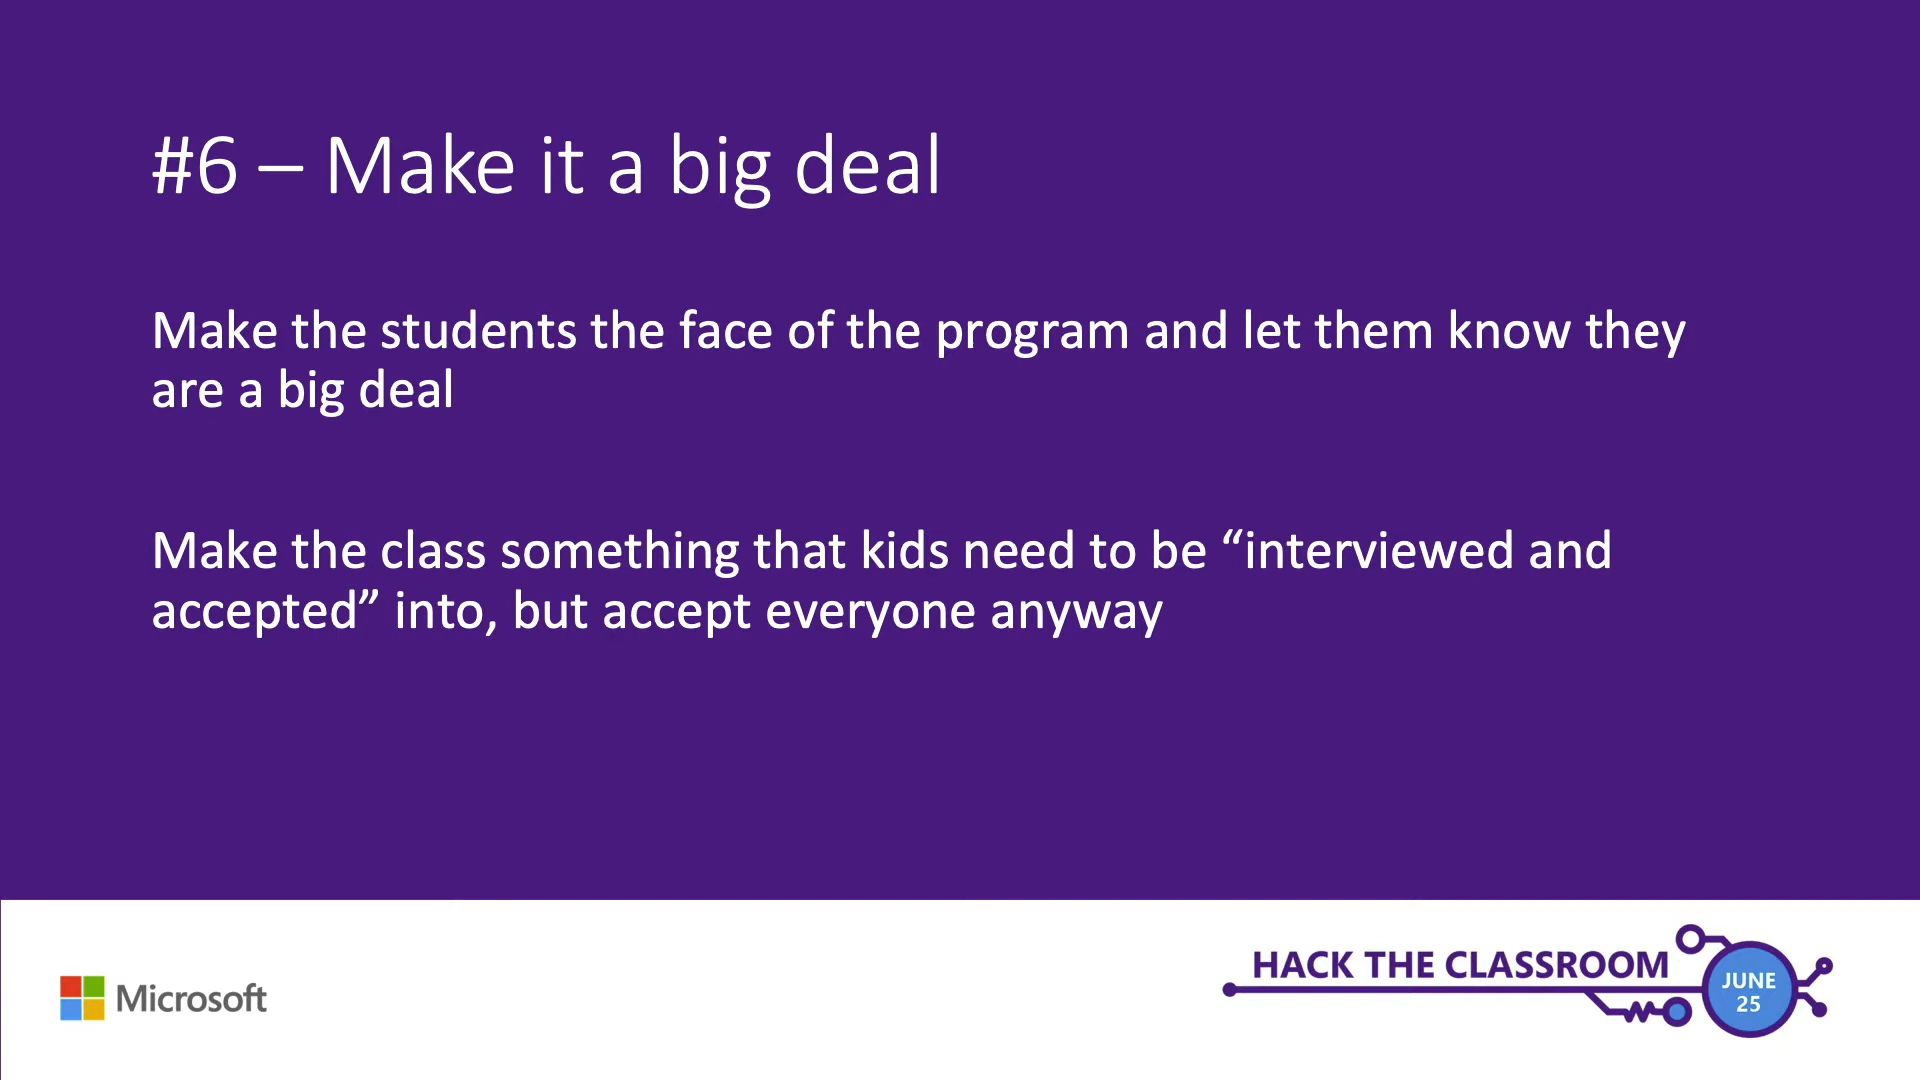 #6 – Make it a big deal
Make the students the face of the program and let them know they
are a big deal
Make the class something that kids need to be “interviewed and
accepted” into, but accept everyone anyway
Microsoft
HACK THE CLASSROOM
JUNE
25